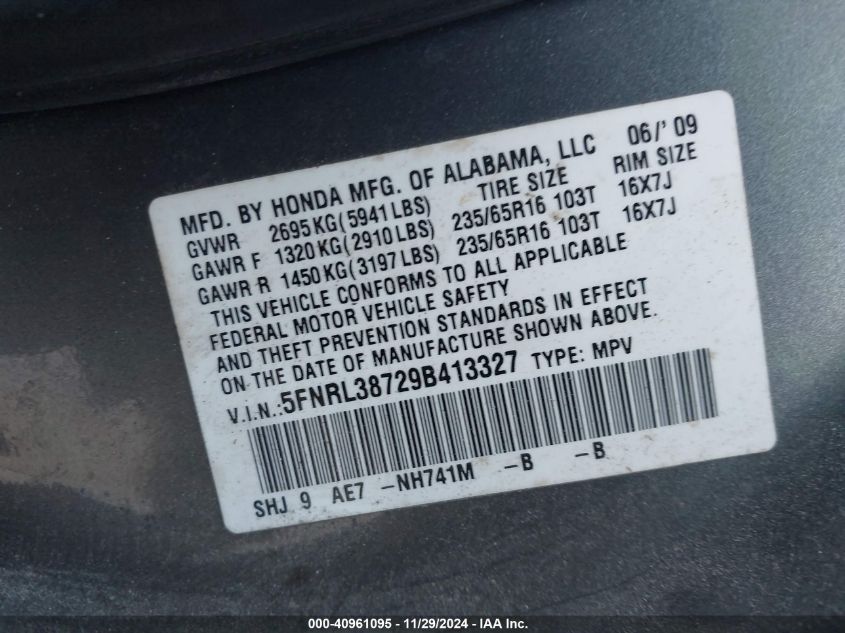 MFD. BY HONDA MFG. OF ALABAMA, LLC 06/'09
GVWR 2695KG(5941LBS) TIRE SIZE RIM SIZE
GAWR F 1320KG(2910LBS) 235/65R16 103T 16X7J
GAWR R 1450KG(3197LBS) 235/65R16 103T 16X7J
THIS VEHICLE CONFORMS TO ALL APPLICABLE
FEDERAL MOTOR VEHICLE SAFETY
AND THEFT PREVENTION STANDARDS IN EFFECT
ON THE DATE OF MANUFACTURE SHOWN ABOVE.
V.I.N.:5FNRL38729B413327 TYPE: MPV
SHJ 9 AE7 -NH741M -B -B
000-40961095 - 11/29/2024 - IAA Inc.